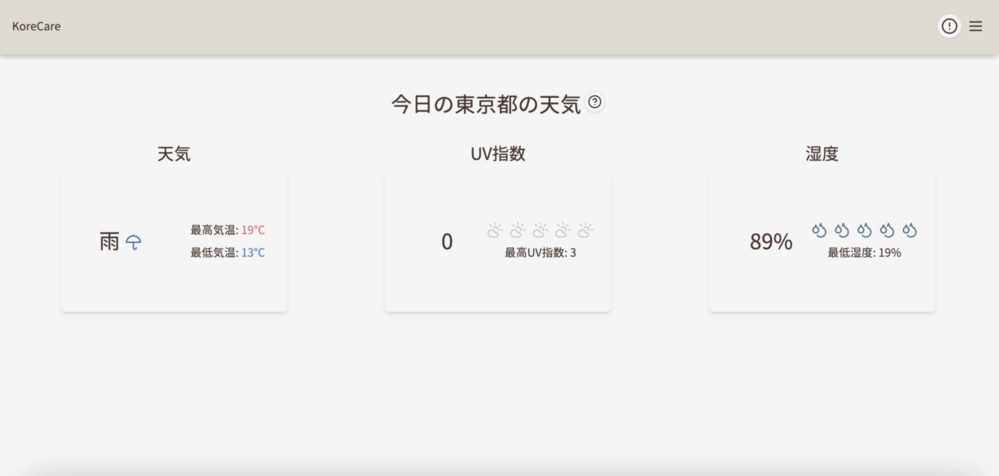 KoreCare
今日の東京都の天気
天気
雨
最高気温: 19°C
最低気温: 13°C
UV指数
0
最高UV指数: 3
湿度
89%
最低湿度: 19%